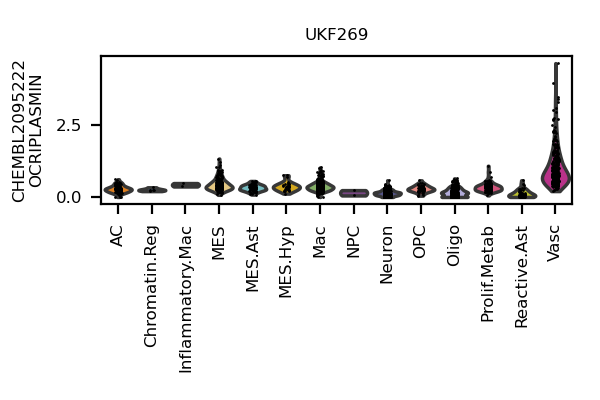 UKF269
CHEMBL2095222
OCRIPLASMIN
2.5
0.0
AC
Chromatin.Reg
Inflammatory.Mac
MES
MES.Ast
MES.Hyp
Mac
NPC
Neuron
OPC
Oligo
Prolif.Metab
Reactive.Ast
Vasc